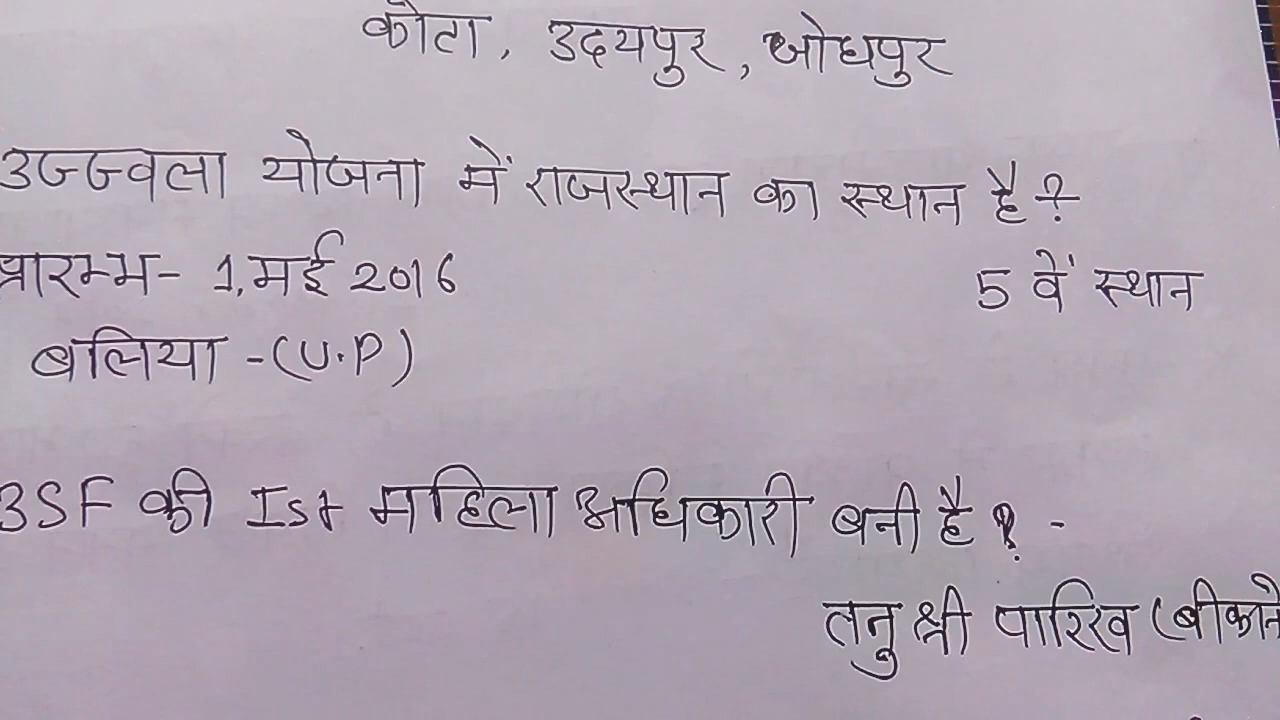 कोटा, उदयपुर, जोधपुर
उज्ज्वला योजना में राजस्थान का स्थान है ?
प्रारम्भ - 1, मई 2016 5 वें स्थान
बलिया - (U.P)
BSF की Ist महिला अधिकारी बनी है ? -
तनु श्री पारिख (बीकाने